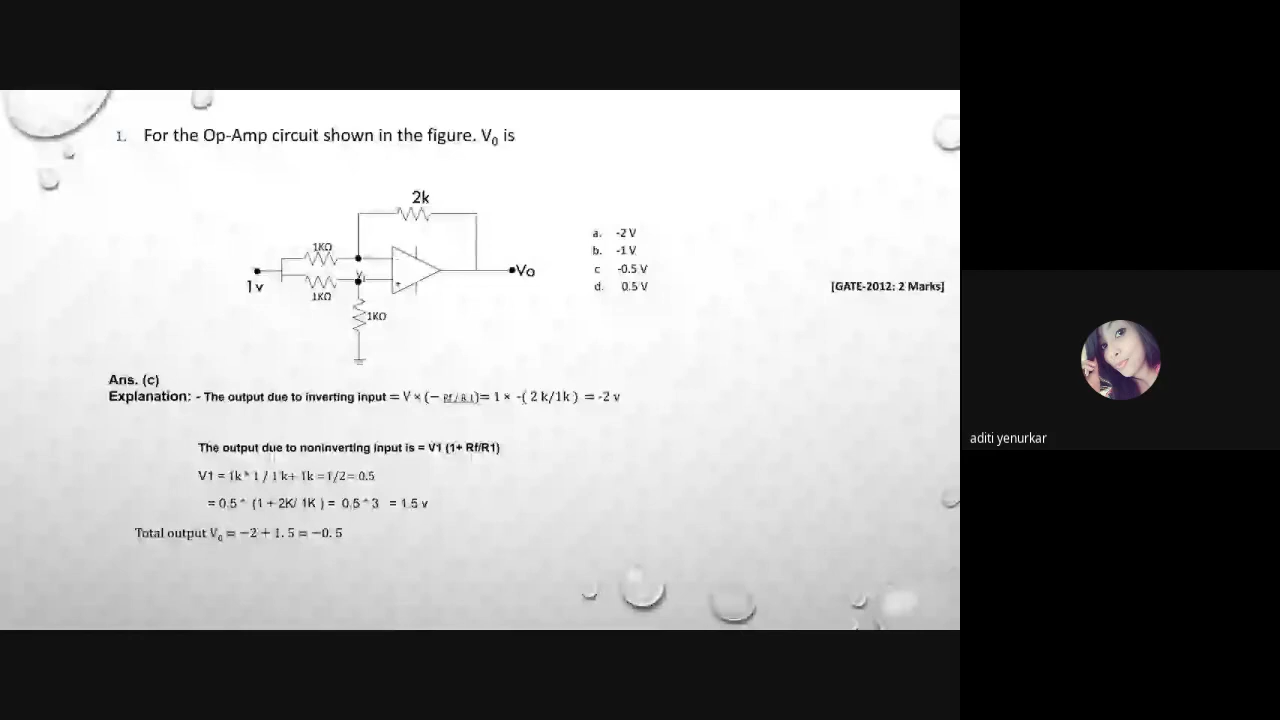 1. For the Op-Amp circuit shown in the figure. V₀ is
2k
1KΩ
V₁
1KΩ
1KΩ
1v
- 
+
Vo
a. -2 V
b. -1 V
c -0.5 V
d. 0.5 V
[GATE-2012: 2 Marks]
Ans. (c)
Explanation: - The output due to inverting input = V × (− Rf / R 1)= 1 × -( 2 k/1k ) = -2 v
The output due to noninverting input is = V1 (1+ Rf/R1)
V1 = 1k * 1 / 1 k+ 1k = 1/2= 0.5
= 0.5 * (1 + 2K/ 1K ) = 0.5 * 3 = 1.5 v
Total output V₀ = −2 + 1. 5 = −0. 5
aditi yenurkar